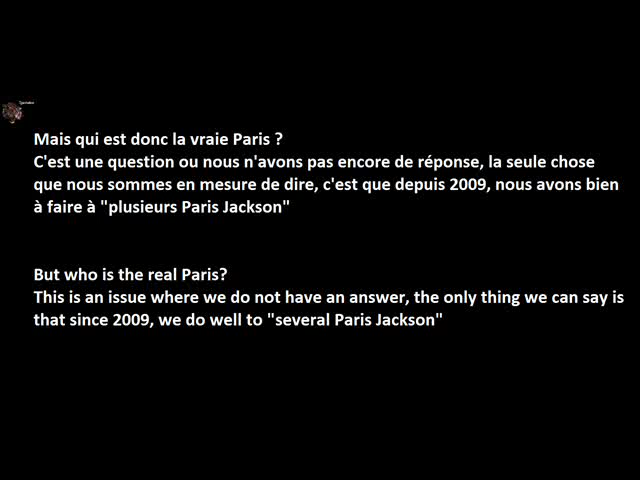 Mais qui est donc la vraie Paris ?
C'est une question ou nous n'avons pas encore de réponse, la seule chose
que nous sommes en mesure de dire, c'est que depuis 2009, nous avons bien
à faire à "plusieurs Paris Jackson"
But who is the real Paris?
This is an issue where we do not have an answer, the only thing we can say is
that since 2009, we do well to "several Paris Jackson"